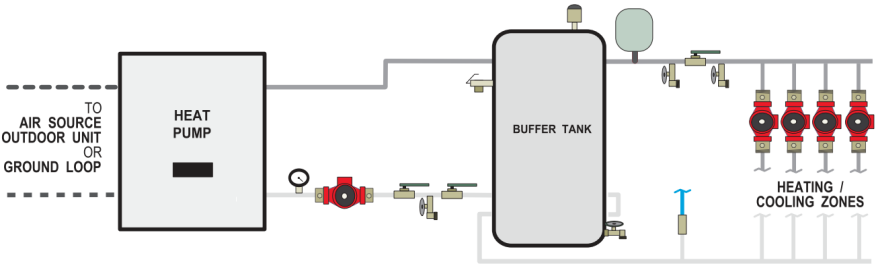 TO
AIR SOURCE
OUTDOOR UNIT
OR
GROUND LOOP
HEAT
PUMP
BUFFER TANK
HEATING /
COOLING ZONES